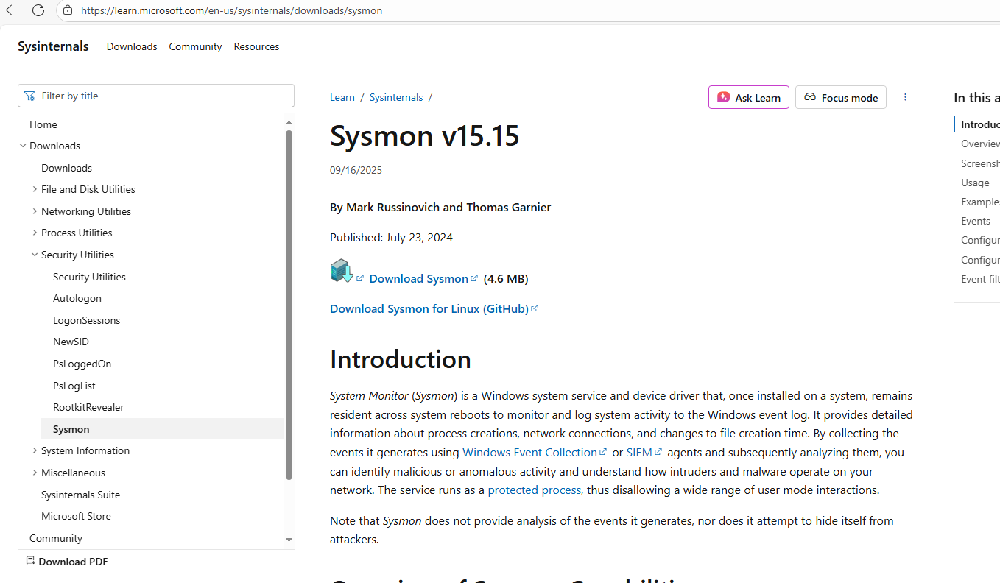 https://learn.microsoft.com/en-us/sysinternals/downloads/sysmon
Sysinternals Downloads Community Resources
Filter by title
Home
Downloads
Downloads
File and Disk Utilities
Networking Utilities
Process Utilities
Security Utilities
Security Utilities
Autologon
LogonSessions
NewSID
PsLoggedOn
PsLogList
RootkitRevealer
Sysmon
System Information
Miscellaneous
Sysinternals Suite
Microsoft Store
Community
Download PDF
Learn / Sysinternals /
Ask Learn
Focus mode
Sysmon v15.15
09/16/2025
By Mark Russinovich and Thomas Garnier
Published: July 23, 2024
Download Sysmon (4.6 MB)
Download Sysmon for Linux (GitHub)
Introduction
System Monitor (Sysmon) is a Windows system service and device driver that, once installed on a system, remains
resident across system reboots to monitor and log system activity to the Windows event log. It provides detailed
information about process creations, network connections, and changes to file creation time. By collecting the
events it generates using Windows Event Collection or SIEM agents and subsequently analyzing them, you
can identify malicious or anomalous activity and understand how intruders and malware operate on your
network. The service runs as a protected process, thus disallowing a wide range of user mode interactions.
Note that Sysmon does not provide analysis of the events it generates, nor does it attempt to hide itself from
attackers.
In this a
Introduc
Overview
Screensh
Usage
Example
Events
Configur
Configur
Event filt